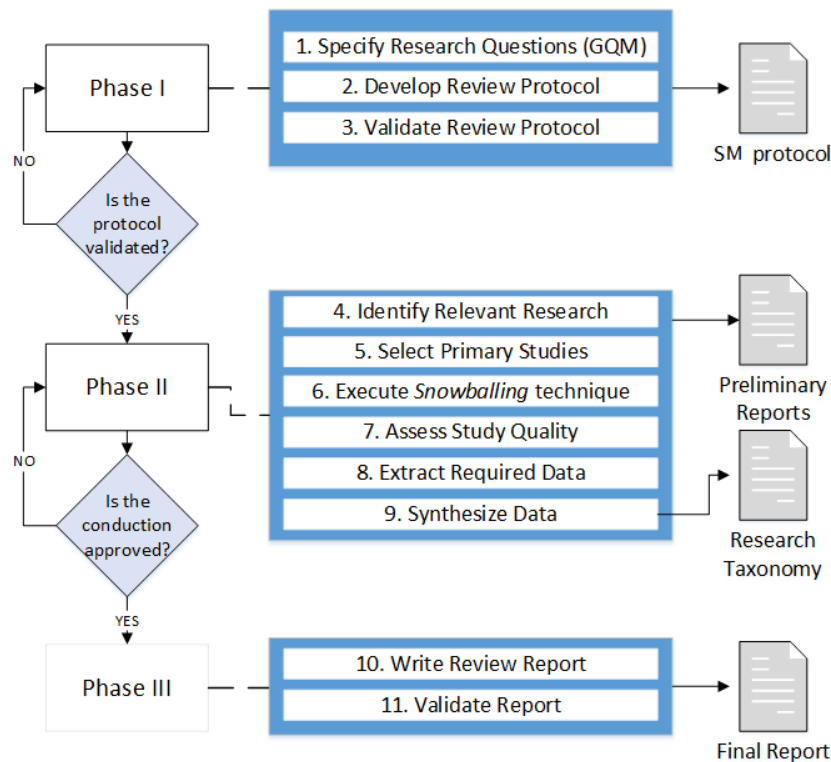 Phase I
1. Specify Research Questions (GQM)
2. Develop Review Protocol
3. Validate Review Protocol
SM protocol
NO
Is the
protocol
validated?
YES
Phase II
4. Identify Relevant Research
5. Select Primary Studies
6. Execute Snowballing technique
7. Assess Study Quality
8. Extract Required Data
9. Synthesize Data
Preliminary
Reports
Research
Taxonomy
NO
Is the
conduction
approved?
YES
Phase III
10. Write Review Report
11. Validate Report
Final Report